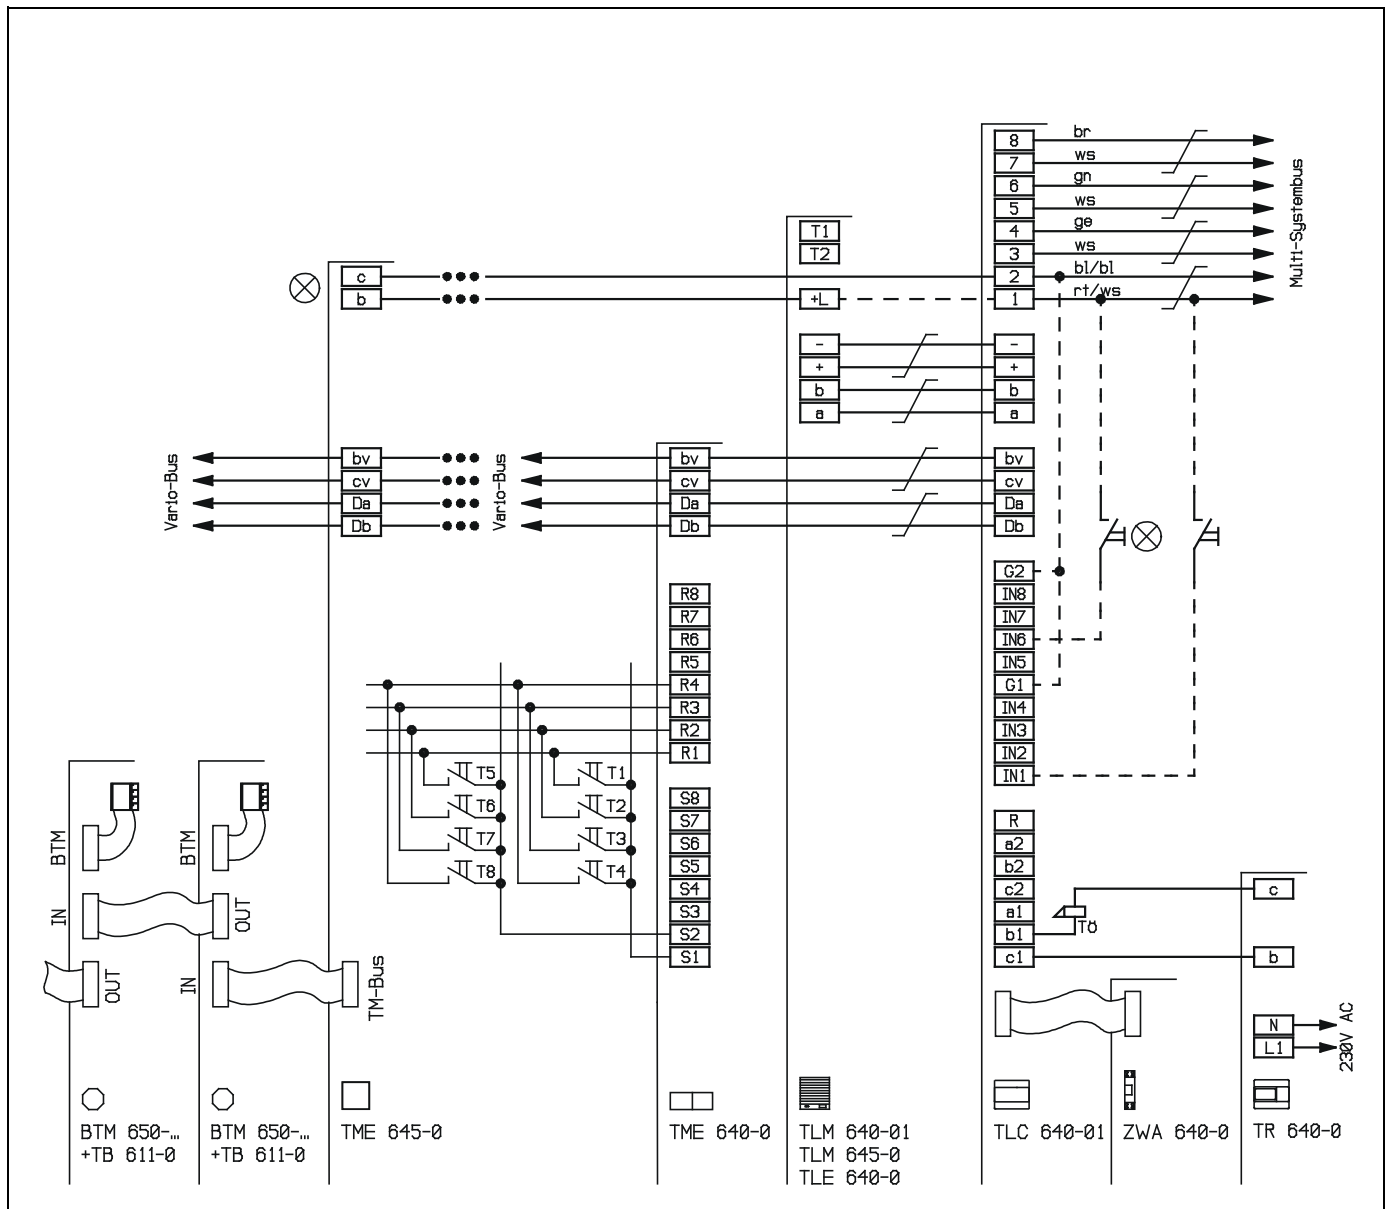 8 br
7 ws
6 gn
5 ws
4 ge
3 ws
2 bl/bl
1 rt/ws
Multi-Systembus
T1
T2
c
b
+L
- -
+ +
b b
a a
Vario-Bus
bv
cv
Da
Db
Vario-Bus
bv
cv
Da
Db
bv
cv
Da
Db
G2
IN8
IN7
IN6
IN5
G1
IN4
IN3
IN2
IN1
R8
R7
R6
R5
R4
R3
R2
R1
T5 T1
T6 T2
T7 T3
T8 T4
S8
S7
S6
S5
S4
S3
S2
S1
R
a2
b2
c2
a1
b1
c1
TÖ
c
b
N
L1
230V AC
BTM
IN
OUT
BTM
OUT
IN
TM-Bus
BTM 650-...
+TB 611-0
BTM 650-...
+TB 611-0
TME 645-0
TME 640-0
TLM 640-01
TLM 645-0
TLE 640-0
TLC 640-01
ZWA 640-0
TR 640-0